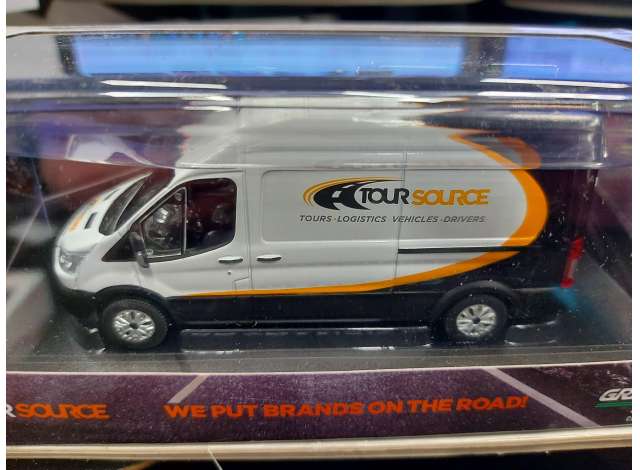 TOUR SOURCE
TOURS · LOGISTICS VEHICLES · DRIVERS
SOURCE WE PUT BRANDS ON THE ROAD!